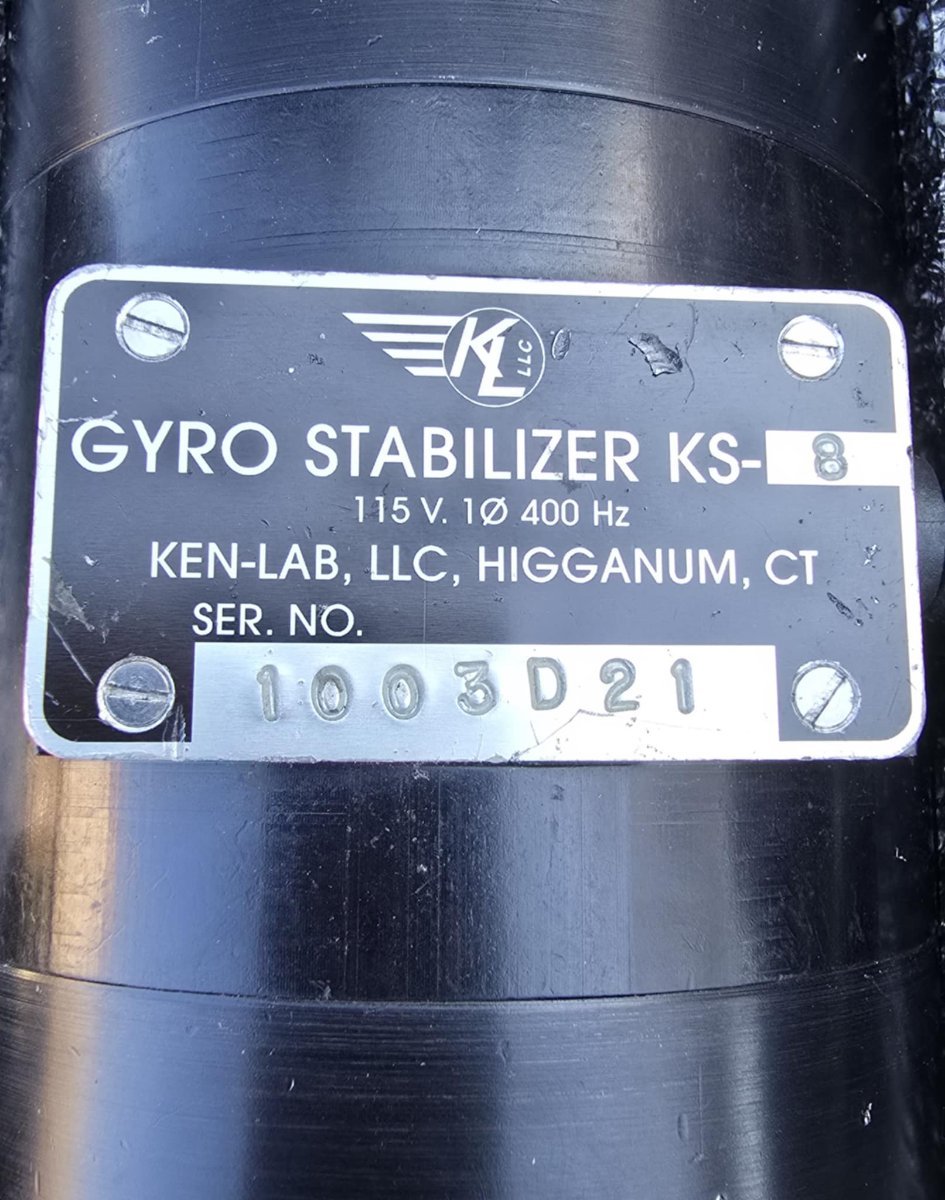 KL LLC
GYRO STABILIZER KS-8
115 V. 1Ø 400 Hz
KEN-LAB, LLC, HIGGANUM, CT
SER. NO.
1003D21